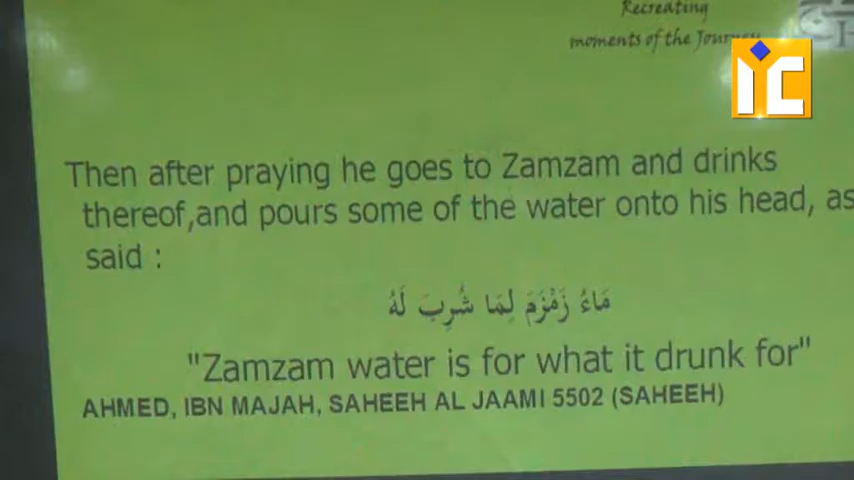 Recreating
moments of the Journey
YC
Then after praying he goes to Zamzam and drinks
thereof,and pours some of the water onto his head, as
said :
مَاءُ زَمْزَمَ لِمَا شُرِبَ لَهُ
"Zamzam water is for what it drunk for"
AHMED, IBN MAJAH, SAHEEH AL JAAMI 5502 (SAHEEH)